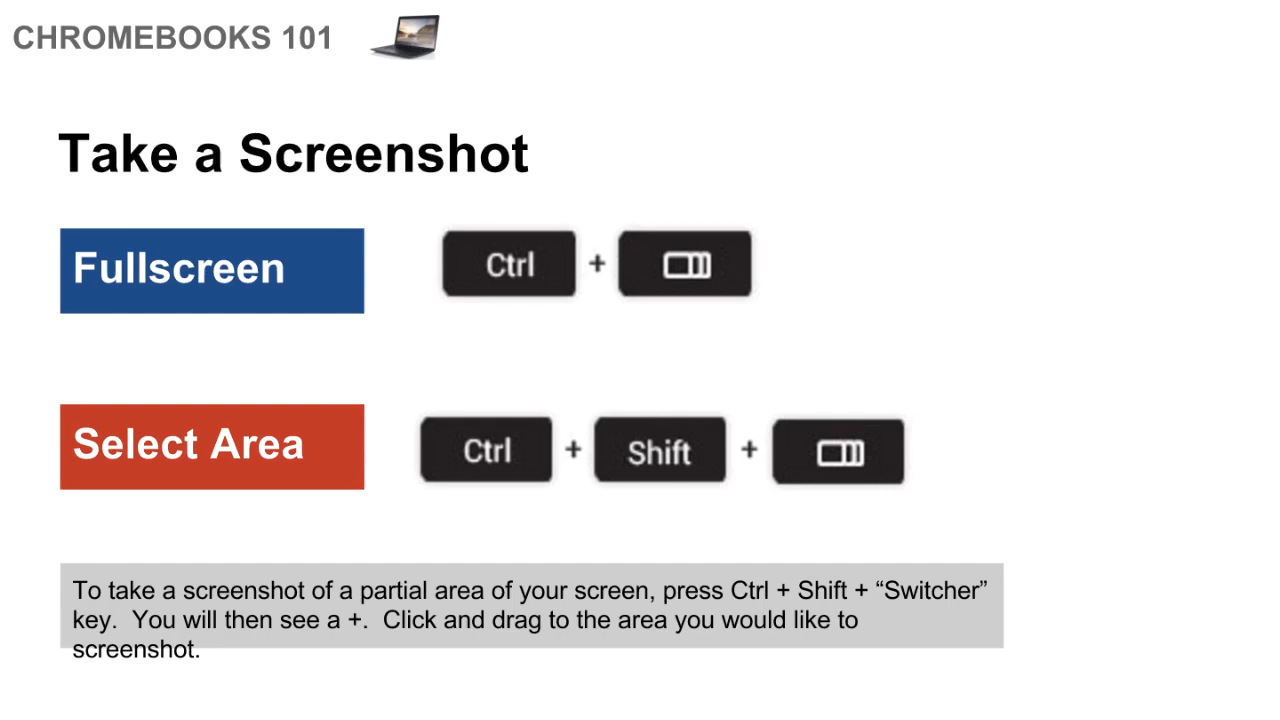 CHROMEBOOKS 101
Take a Screenshot
Fullscreen
Ctrl +
Select Area
Ctrl + Shift +
To take a screenshot of a partial area of your screen, press Ctrl + Shift + “Switcher”
key.  You will then see a +.  Click and drag to the area you would like to
screenshot.